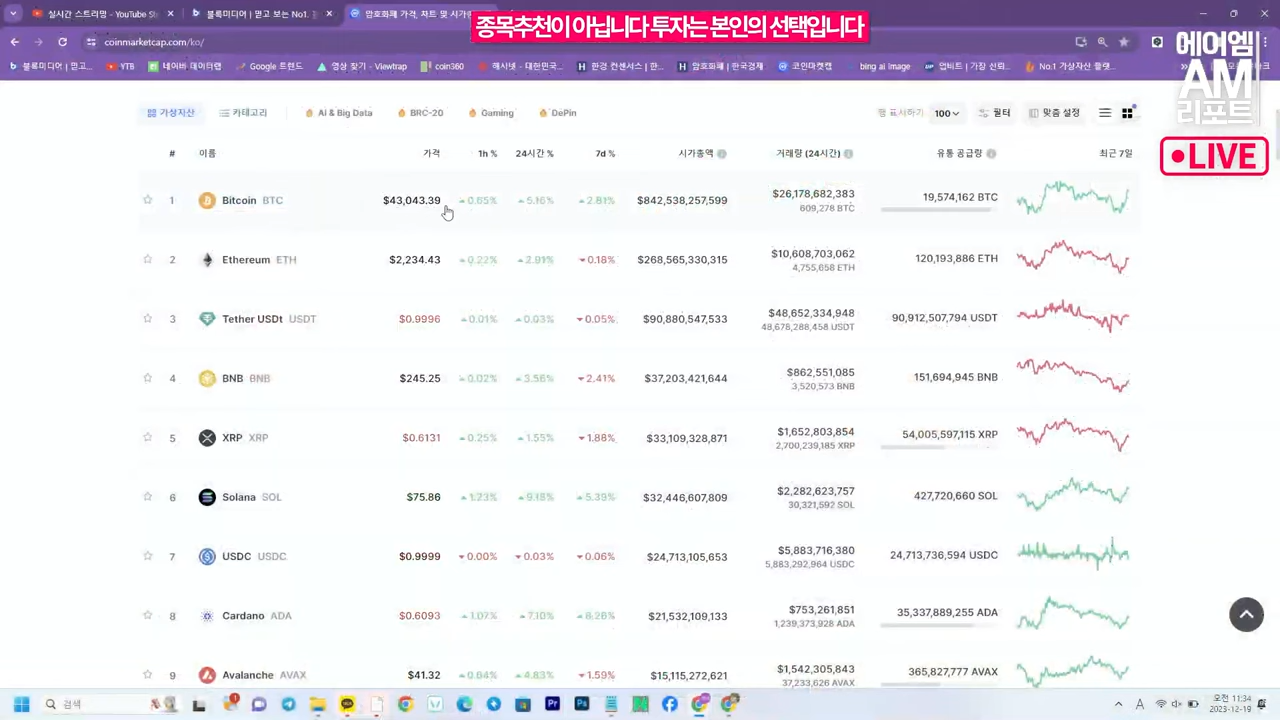 실시간 스트리밍 - YouTu
블록미디어 | 믿고 보는 No1.
암호화폐 가격, 차트 및 시가총
종목추천이 아닙니다 투자는 본인의 선택입니다
coinmarketcap.com/ko/
에이엠
AM
리포트
LIVE
블록미디어 | 믿고...
YTB
네이버 데이터랩
Google 트렌드
영상 찾기 - Viewtrap
coin360
해시넷 - 대한민국...
한경 컨센서스 | 한...
암호화폐 | 한국경제
코인마켓캡
bing ai Image
업비트 | 가장 신뢰...
No.1 가상자산 플랫...
가상자산
카테고리
AI & Big Data
BRC-20
Gaming
DePin
행 표시하기
100
필터
맞춤 설정
# 이름 가격 1h % 24시간 % 7d % 시가총액 거래량 (24시간) 유통 공급량 최근 7일
1 Bitcoin BTC $43,043.39 0.65% 5.16% 2.81% $842,538,257,599 $26,178,682,383 19,574,162 BTC
609,278 BTC
2 Ethereum ETH $2,234.43 0.22% 2.91% 0.18% $268,565,330,315 $10,608,703,062 120,193,886 ETH
4,755,658 ETH
3 Tether USDt USDT $0.9996 0.01% 0.03% 0.05% $90,880,547,533 $48,652,334,948 90,912,507,794 USDT
48,678,288,458 USDT
4 BNB BNB $245.25 0.02% 3.56% 2.41% $37,203,421,644 $862,551,085 151,694,945 BNB
3,520,573 BNB
5 XRP XRP $0.6131 0.25% 1.55% 1.88% $33,109,328,871 $1,652,803,854 54,005,597,115 XRP
2,700,239,185 XRP
6 Solana SOL $75.86 1.23% 9.18% 5.39% $32,446,607,809 $2,282,623,757 427,720,660 SOL
30,321,592 SOL
7 USDC USDC $0.9999 0.00% 0.03% 0.06% $24,713,105,653 $5,883,716,380 24,713,736,594 USDC
5,883,292,964 USDC
8 Cardano ADA $0.6093 1.07% 7.10% 6.26% $21,532,109,133 $753,261,851 35,337,889,255 ADA
1,239,373,928 ADA
9 Avalanche AVAX $41.32 0.64% 4.83% 1.59% $15,115,272,621 $1,542,305,843 365,827,777 AVAX
37,233,626 AVAX
검색
A
오전 11:34
2023-12-19